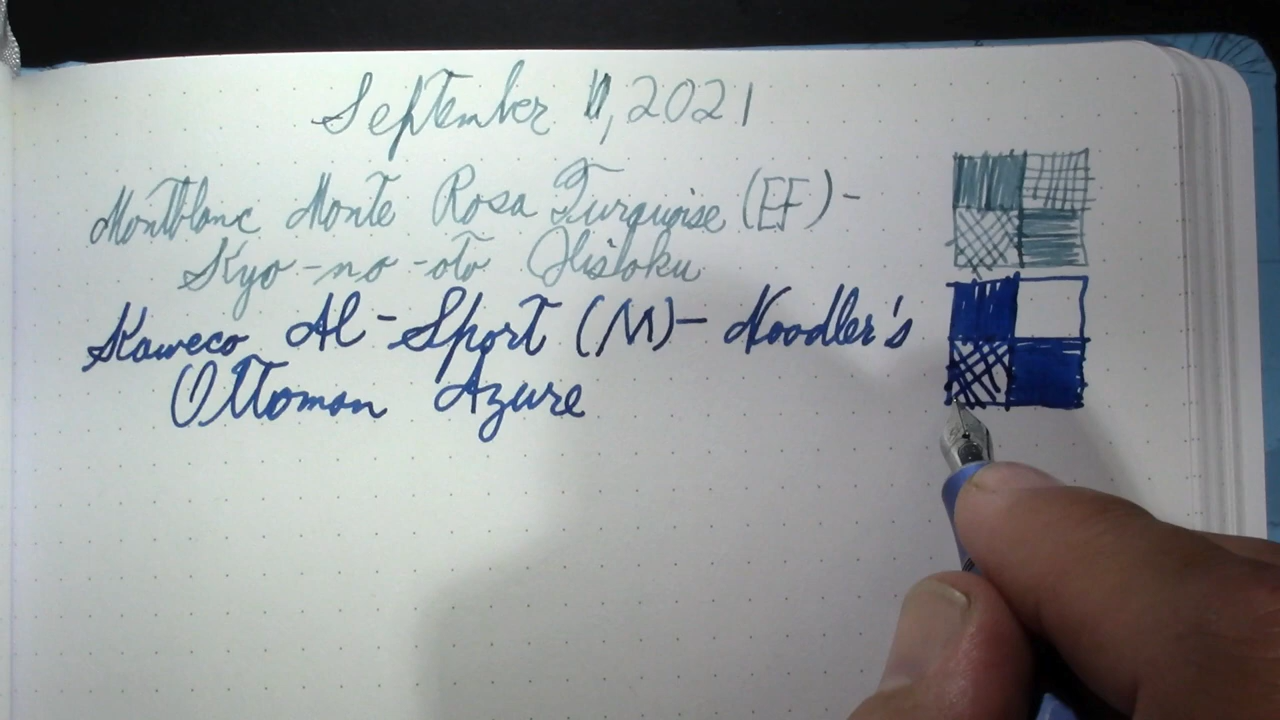 September 11, 2021
Montblanc Monte Rosa Turquoise (EF) -
Kyo-no-oto Hisoku
Kaweco Al-Sport (M) - Noodler's
Ottoman Azure